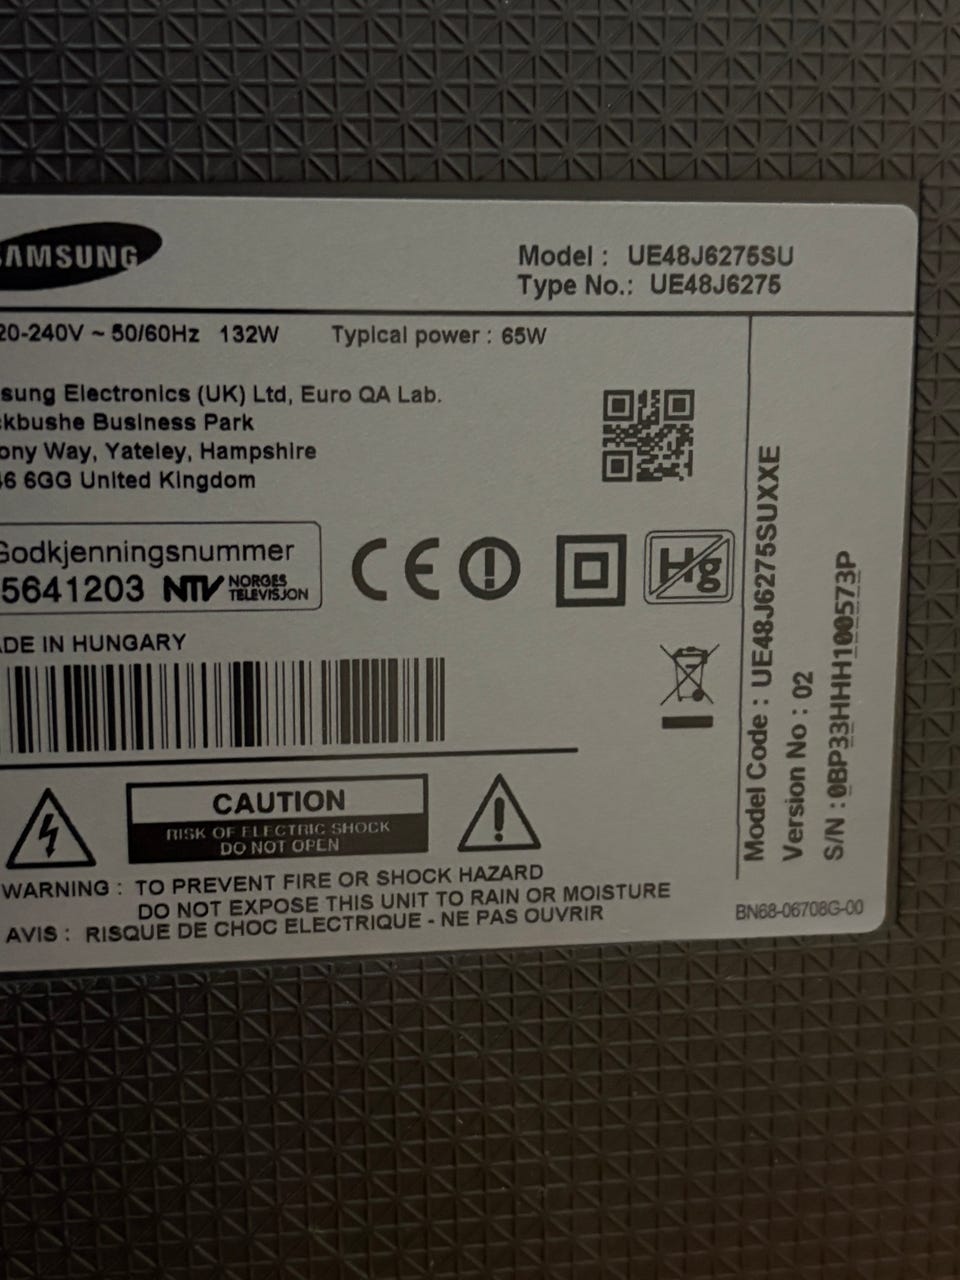 SAMSUNG
Model : UE48J6275SU
Type No.: UE48J6275
20-240V ~ 50/60Hz 132W Typical power : 65W
sung Electronics (UK) Ltd, Euro QA Lab.
ckbushe Business Park
ony Way, Yateley, Hampshire
46 6GG United Kingdom
Godkjenningsnummer
5641203 NTV NORGES TELEVISJON
CE
Hg
ADE IN HUNGARY
CAUTION
RISK OF ELECTRIC SHOCK
DO NOT OPEN
WARNING : TO PREVENT FIRE OR SHOCK HAZARD
DO NOT EXPOSE THIS UNIT TO RAIN OR MOISTURE
AVIS : RISQUE DE CHOC ELECTRIQUE - NE PAS OUVRIR
Model Code : UE48J6275SUXXE
Version No : 02
S/N : 0BP33HHH100573P
BN68-06708G-00